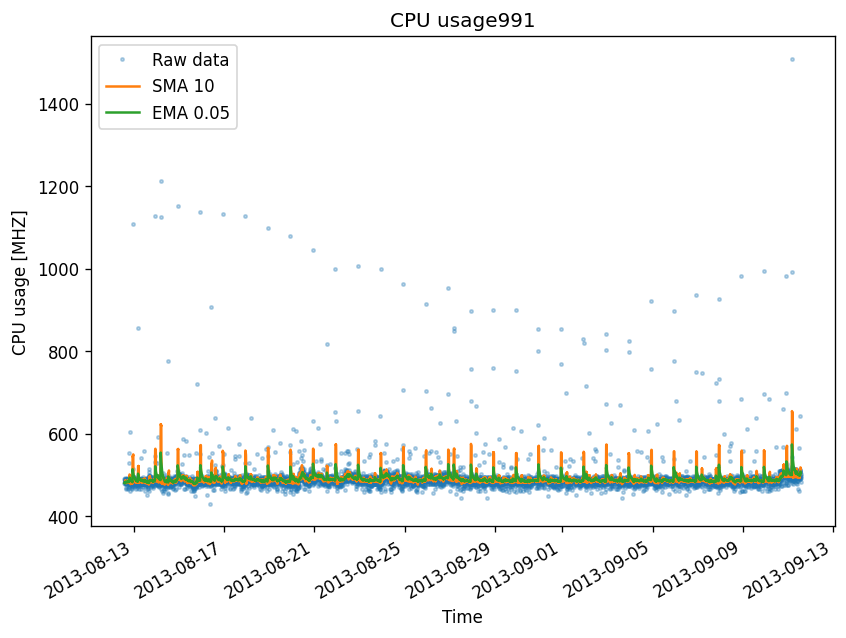 CPU usage991
Raw data
SMA 10
EMA 0.05
1400
1200
1000
800
600
400
CPU usage [MHZ]
2013-08-13
2013-08-17
2013-08-21
2013-08-25
2013-08-29
2013-09-01
2013-09-05
2013-09-09
2013-09-13
Time